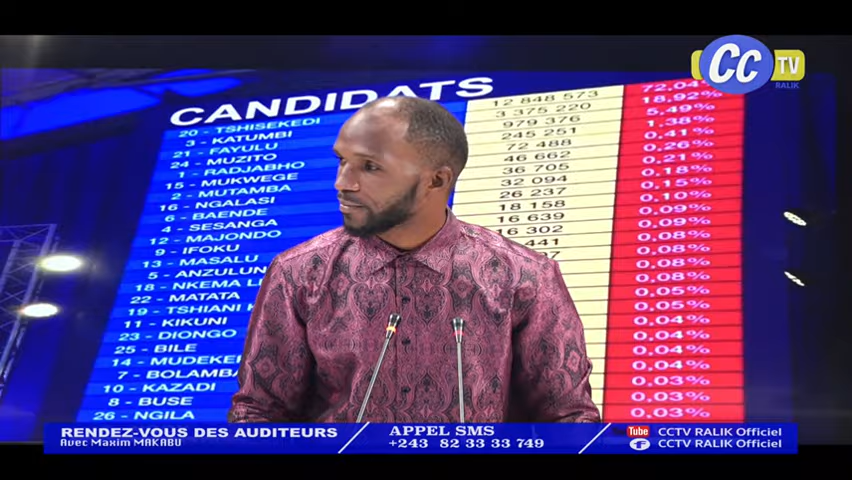 CC TV
RALIK
CANDIDATS
20 - TSHISEKEDI 12 848 573 72.04%
3 - KATUMBI 3 375 220 18.92%
21 - FAYULU 979 376 5.49%
24 - MUZITO 245 251 1.38%
1 - RADJABHO 72 488 0.41%
15 - MUKWEGE 46 662 0.26%
2 - MUTAMBA 36 705 0.21%
16 - NGALASI 32 094 0.18%
6 - BAENDE 26 237 0.15%
4 - SESANGA 18 158 0.10%
12 - MAJONDO 16 639 0.09%
9 - IFOKU 16 302 0.09%
13 - MASALU 441 0.08%
5 - ANZULUN 0.08%
18 - NKEMA 0.08%
22 - MATATA 0.05%
19 - TSHIANI 0.05%
11 - KIKUNI 0.04%
23 - DIONGO 0.04%
25 - BILE 0.04%
14 - MUDEKE 0.04%
7 - BOLAMBA 0.03%
10 - KAZADI 0.03%
8 - BUSE 0.03%
26 - NGILA 0.03%
RENDEZ-VOUS DES AUDITEURS
Avec Maxim MAKABU
APPEL SMS
+243 82 33 33 749
You Tube CCTV RALIK Officiel
f CCTV RALIK Officiel